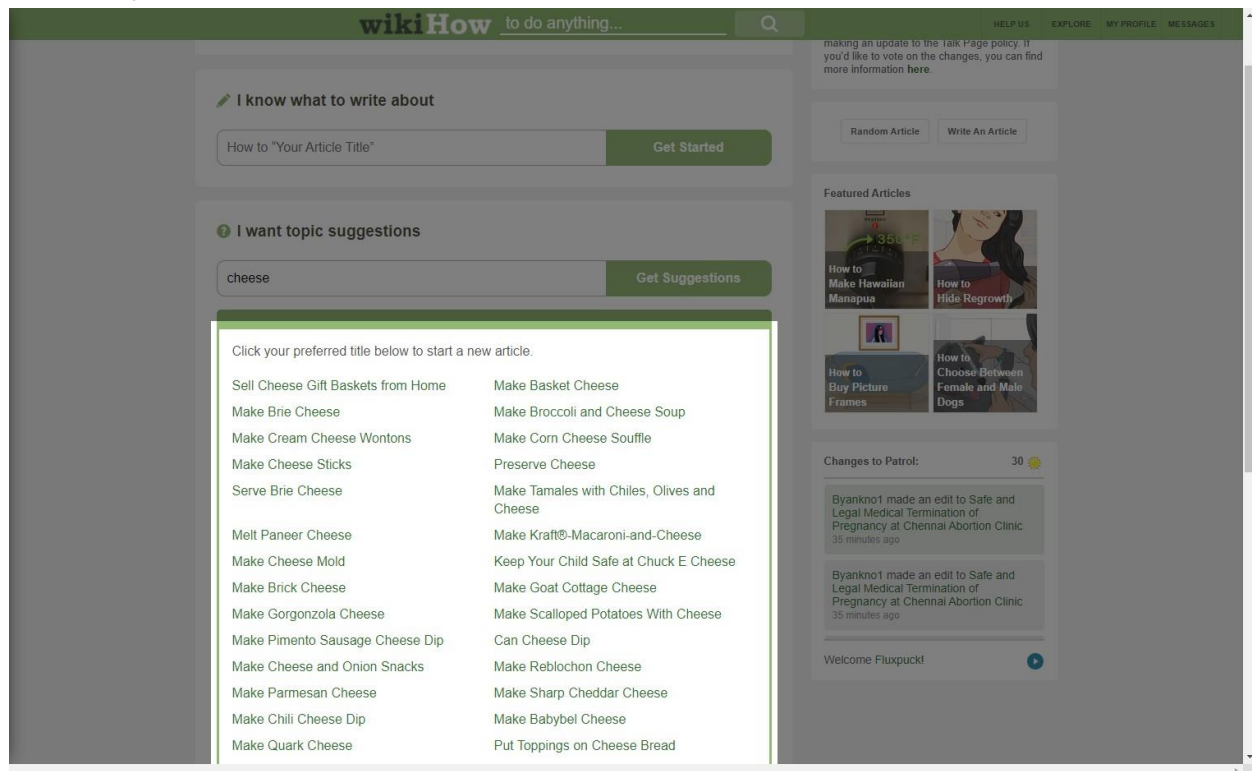 wikiHow to do anything...
HELP US EXPLORE MY PROFILE MESSAGES
making an update to the Talk Page policy. If
you'd like to vote on the changes, you can find
more information here.
I know what to write about
How to "Your Article Title"
Get Started
Random Article
Write An Article
I want topic suggestions
cheese
Get Suggestions
Click your preferred title below to start a new article.
Sell Cheese Gift Baskets from Home
Make Basket Cheese
Make Brie Cheese
Make Broccoli and Cheese Soup
Make Cream Cheese Wontons
Make Corn Cheese Souffle
Make Cheese Sticks
Preserve Cheese
Serve Brie Cheese
Make Tamales with Chiles, Olives and
Cheese
Melt Paneer Cheese
Make Kraft®-Macaroni-and-Cheese
Make Cheese Mold
Keep Your Child Safe at Chuck E Cheese
Make Brick Cheese
Make Goat Cottage Cheese
Make Gorgonzola Cheese
Make Scalloped Potatoes With Cheese
Make Pimento Sausage Cheese Dip
Can Cheese Dip
Make Cheese and Onion Snacks
Make Reblochon Cheese
Make Parmesan Cheese
Make Sharp Cheddar Cheese
Make Chili Cheese Dip
Make Babybel Cheese
Make Quark Cheese
Put Toppings on Cheese Bread
Featured Articles
350°F
How to
Make Hawaiian
Manapua
How to
Hide Regrowth
How to
Buy Picture
Frames
How to
Choose Between
Female and Male
Dogs
Changes to Patrol:
30
Byankno1 made an edit to Safe and
Legal Medical Termination of
Pregnancy at Chennai Abortion Clinic
35 minutes ago
Byankno1 made an edit to Safe and
Legal Medical Termination of
Pregnancy at Chennai Abortion Clinic
35 minutes ago
Welcome Fluxpuck!